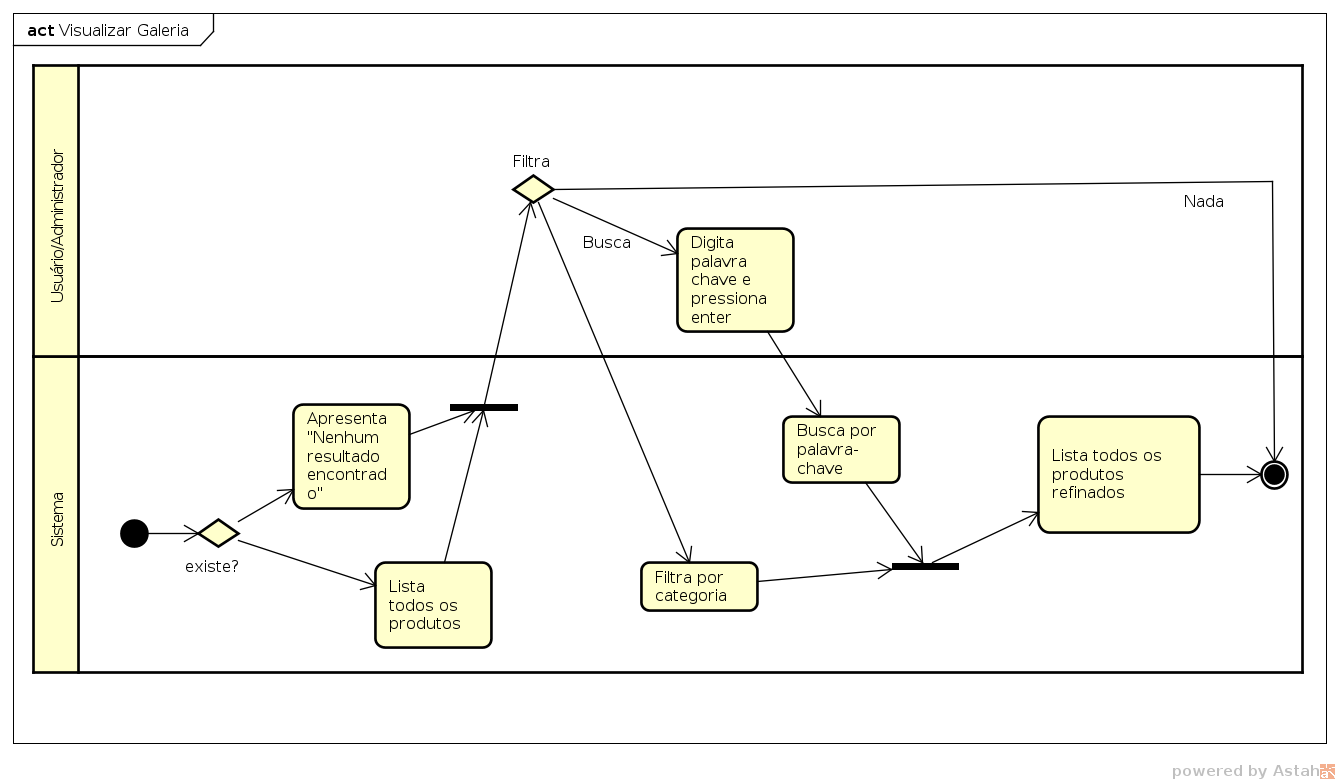 act Visualizar Galeria
Usuário/Administrador
Filtra
Nada
Busca
Digita
palavra
chave e
pressiona
enter
Sistema
Apresenta
"Nenhum
resultado
encontrad
o"
existe?
Lista
todos os
produtos
Busca por
palavra-
chave
Filtra por
categoria
Lista todos os
produtos
refinados
powered by Astah